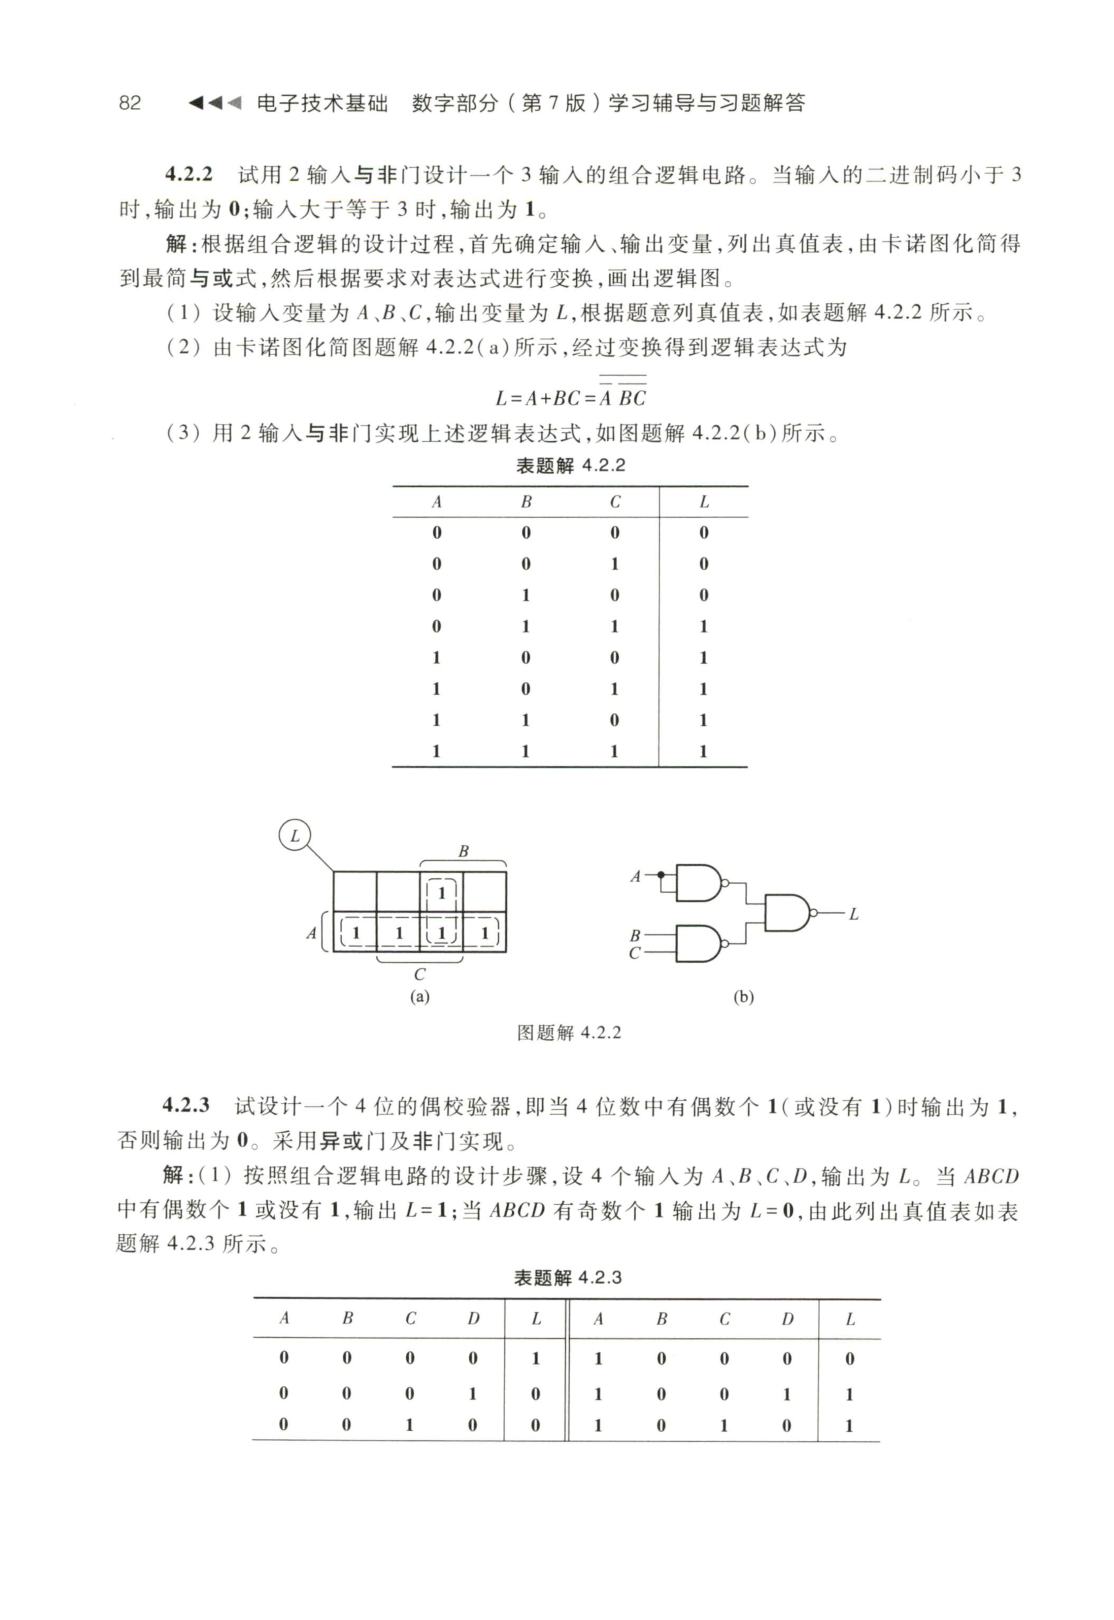 82 ◀◀◀ 电子技术基础 数字部分(第7版)学习辅导与习题解答
4.2.2 试用2输入与非门设计一个3输入的组合逻辑电路。当输入的二进制码小于3
时,输出为0;输入大于等于3时,输出为1。
解:根据组合逻辑的设计过程,首先确定输入、输出变量,列出真值表,由卡诺图化简得
到最简与或式,然后根据要求对表达式进行变换,画出逻辑图。
(1) 设输入变量为A、B、C,输出变量为L,根据题意列真值表,如表题解4.2.2所示。
(2) 由卡诺图化简图题解4.2.2(a)所示,经过变换得到逻辑表达式为
$L=A+BC=\overline{\overline{A}\ \overline{BC}}$
(3) 用2输入与非门实现上述逻辑表达式,如图题解4.2.2(b)所示。
表题解 4.2.2
A B C L
0 0 0 0
0 0 1 0
0 1 0 0
0 1 1 1
1 0 0 1
1 0 1 1
1 1 0 1
1 1 1 1
L
B
1
A 1 1 1 1
C
(a)
A
B
C
L
(b)
图题解 4.2.2
4.2.3 试设计一个4位的偶校验器,即当4位数中有偶数个1(或没有1)时输出为1,
否则输出为0。采用异或门及非门实现。
解:(1) 按照组合逻辑电路的设计步骤,设4个输入为A、B、C、D,输出为L。当ABCD
中有偶数个1或没有1,输出L=1;当ABCD有奇数个1输出为L=0,由此列出真值表如表
题解4.2.3所示。
表题解 4.2.3
A B C D L A B C D L
0 0 0 0 1 1 0 0 0 0
0 0 0 1 0 1 0 0 1 1
0 0 1 0 0 1 0 1 0 1